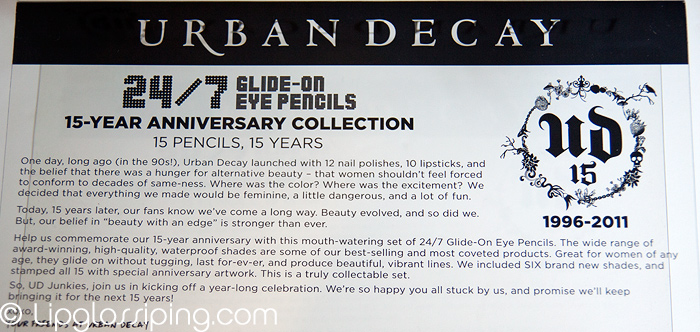 URBAN DECAY
24/7 GLIDE-ON
EYE PENCILS
15-YEAR ANNIVERSARY COLLECTION
15 PENCILS, 15 YEARS
One day, long ago (in the 90s!), Urban Decay launched with 12 nail polishes, 10 lipsticks, and
the belief that there was a hunger for alternative beauty – that women shouldn't feel forced
to conform to decades of same-ness. Where was the color? Where was the excitement? We
decided that everything we made would be feminine, a little dangerous, and a lot of fun.
Today, 15 years later, our fans know we've come a long way. Beauty evolved, and so did we.
But, our belief in "beauty with an edge" is stronger than ever.
ud
15
1996-2011
Help us commemorate our 15-year anniversary with this mouth-watering set of 24/7 Glide-On Eye Pencils. The wide range of
award-winning, high-quality, waterproof shades are some of our best-selling and most coveted products. Great for women of any
age, they glide on without tugging, last for-ev-er, and produce beautiful, vibrant lines. We included SIX brand new shades, and
stamped all 15 with special anniversary artwork. This is a truly collectable set.
So, UD Junkies, join us in kicking off a year-long celebration. We're so happy you all stuck by us, and promise we'll keep
bringing it for the next 15 years!
YOUR FRIENDS AT URBAN DECAY
© Lipglossiping.com